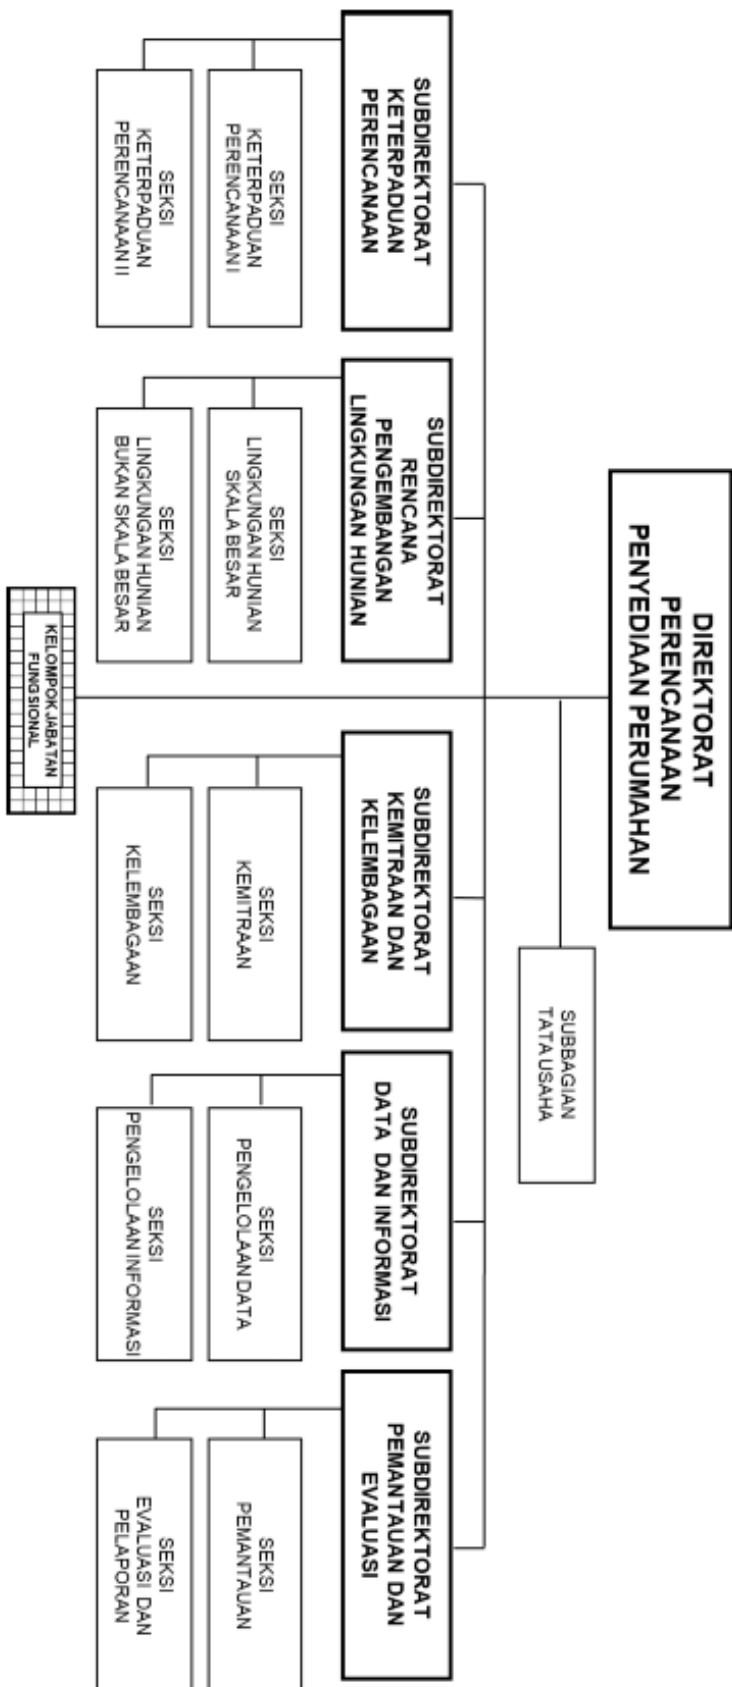 DIREKTORAT
PERENCANAAN
PENYEDIAAN PERUMAHAN
SUBBAGIAN
TATA USAHA
SUBDIREKTORAT
KETERPADUAN
PERENCANAAN
SEKSI
KETERPADUAN
PERENCANAAN I
SEKSI
KETERPADUAN
PERENCANAAN II
SUBDIREKTORAT
RENCANA
PENGEMBANGAN
LINGKUNGAN HUNIAN
SEKSI
LINGKUNGAN HUNIAN
SKALA BESAR
SEKSI
LINGKUNGAN HUNIAN
BUKAN SKALA BESAR
SUBDIREKTORAT
KEMITRAAN DAN
KELEMBAGAAN
SEKSI
KEMITRAAN
SEKSI
KELEMBAGAAN
SUBDIREKTORAT
DATA DAN INFORMASI
SEKSI
PENGELOLAAN DATA
SEKSI
PENGELOLAAN INFORMASI
SUBDIREKTORAT
PEMANTAUAN DAN
EVALUASI
SEKSI
PEMANTAUAN
SEKSI
EVALUASI DAN
PELAPORAN
KELOMPOK JABATAN
FUNGSIONAL